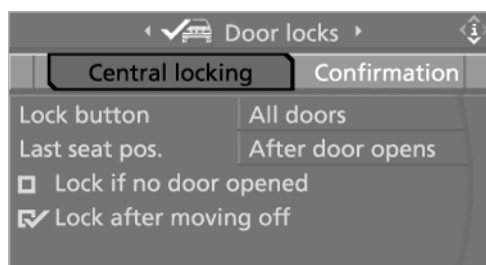 Door locks
Central locking Confirmation
Lock button All doors
Last seat pos. After door opens
Lock if no door opened
Lock after moving off